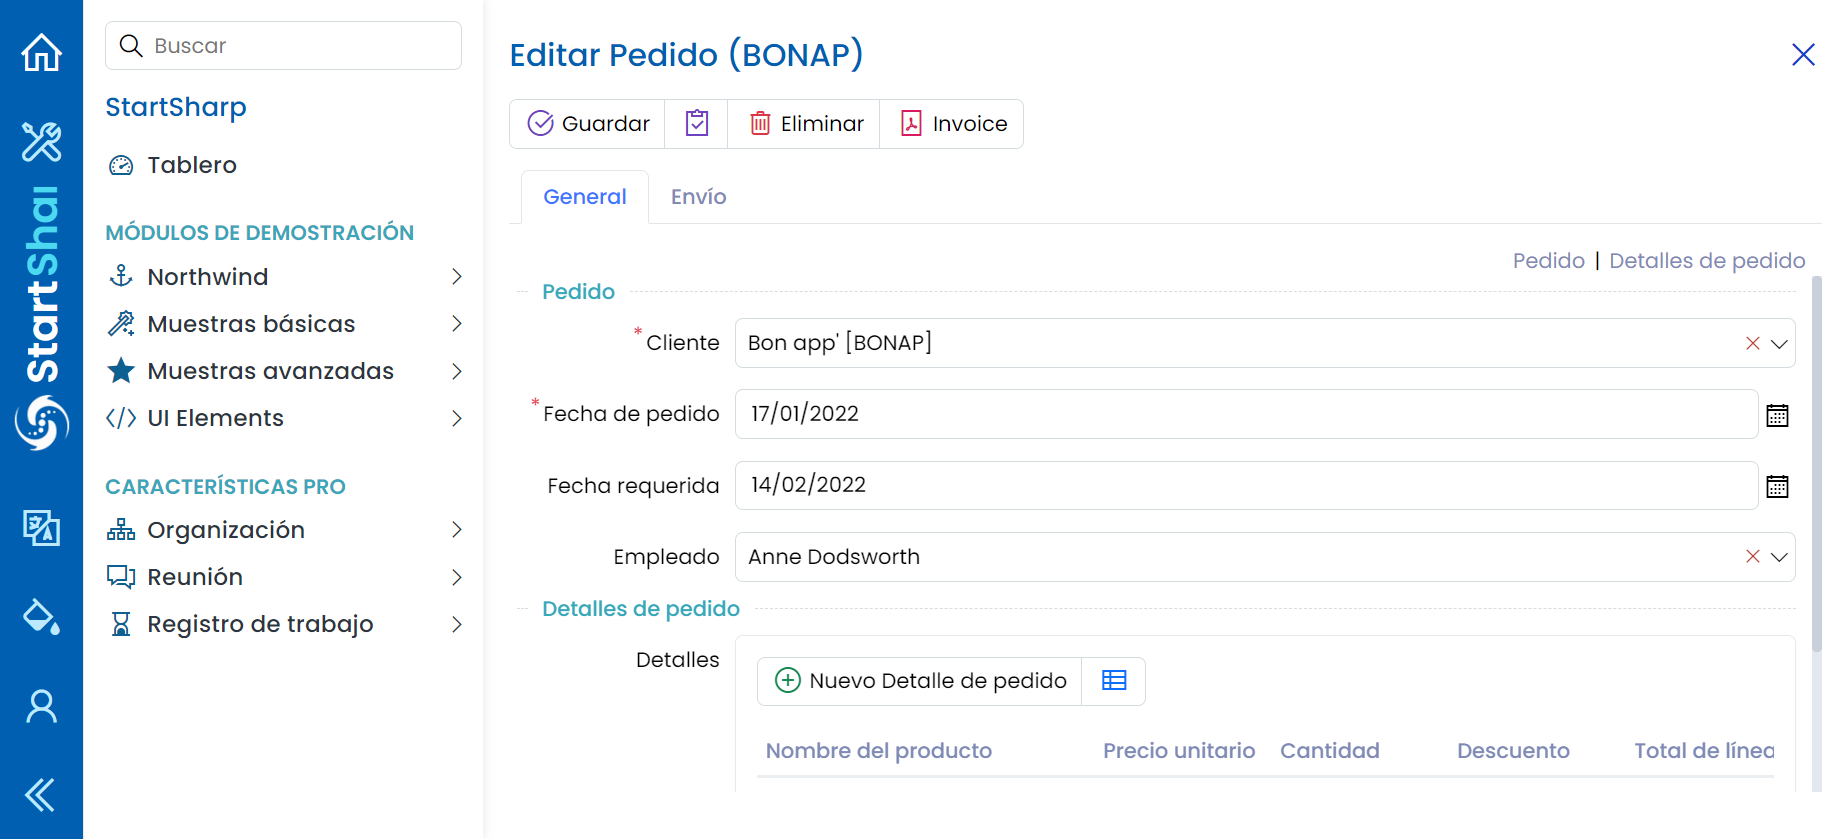 StartShar
Buscar
StartSharp
Tablero
MÓDULOS DE DEMOSTRACIÓN
Northwind
Muestras básicas
Muestras avanzadas
UI Elements
CARACTERÍSTICAS PRO
Organización
Reunión
Registro de trabajo
Editar Pedido (BONAP)
Guardar Eliminar Invoice
General Envío
Pedido | Detalles de pedido
Pedido
* Cliente Bon app' [BONAP]
* Fecha de pedido 17/01/2022
Fecha requerida 14/02/2022
Empleado Anne Dodsworth
Detalles de pedido
Detalles
Nuevo Detalle de pedido
Nombre del producto Precio unitario Cantidad Descuento Total de línea